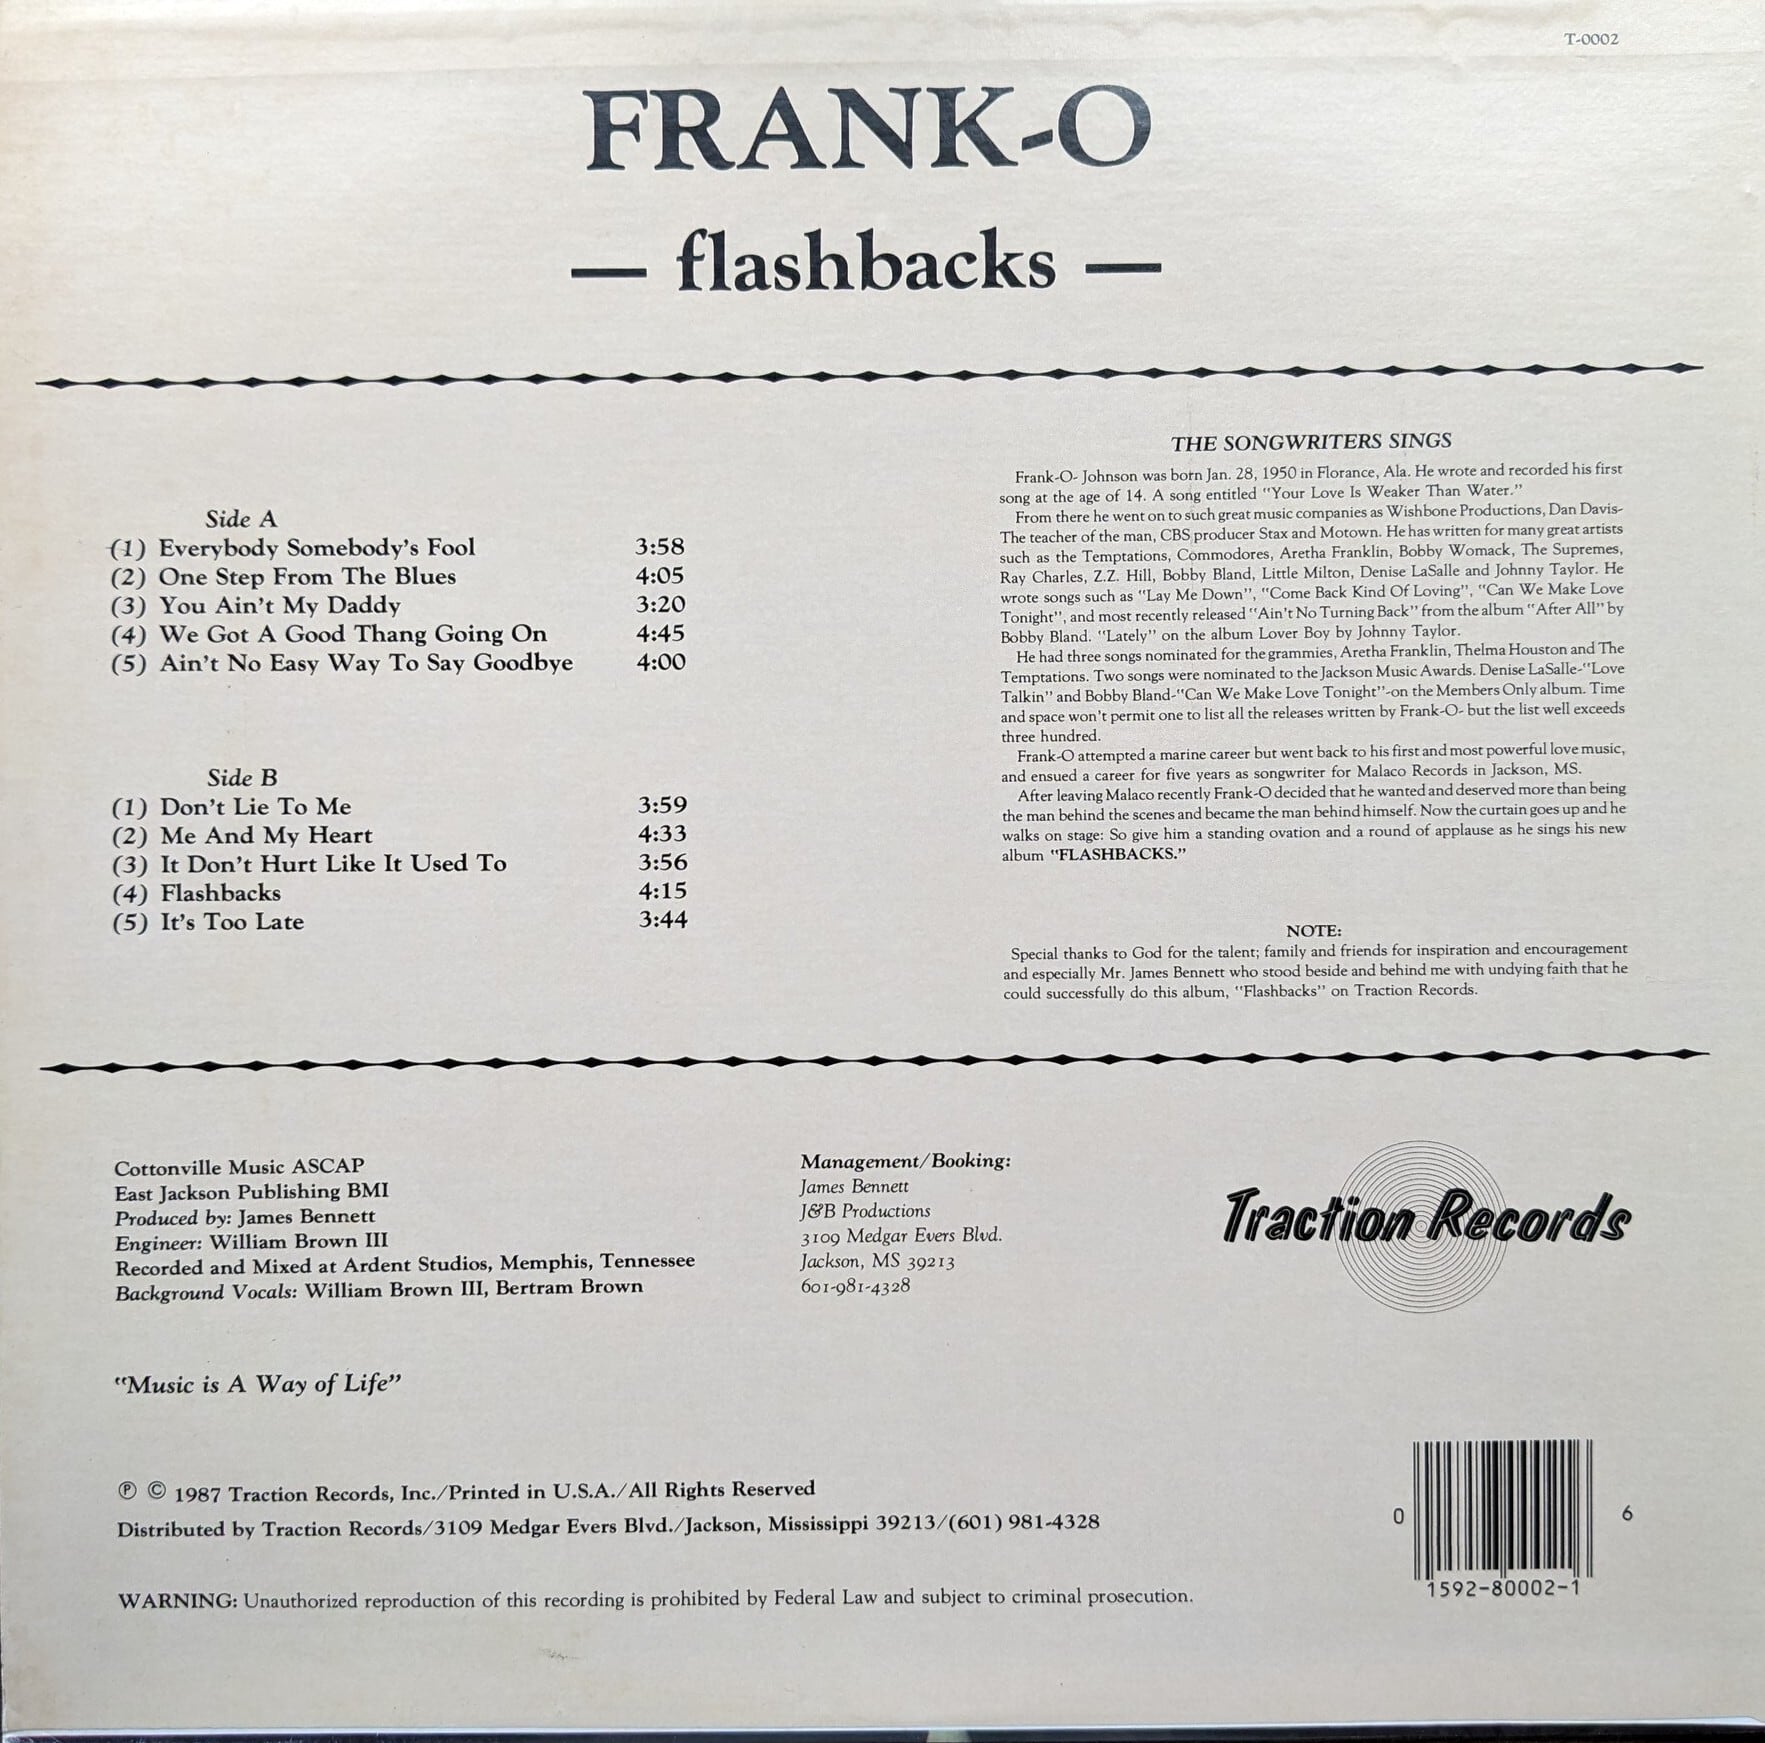 T-0002
FRANK-O
— flashbacks —
Side A
(1) Everybody Somebody's Fool 3:58
(2) One Step From The Blues 4:05
(3) You Ain't My Daddy 3:20
(4) We Got A Good Thang Going On 4:45
(5) Ain't No Easy Way To Say Goodbye 4:00
Side B
(1) Don't Lie To Me 3:59
(2) Me And My Heart 4:33
(3) It Don't Hurt Like It Used To 3:56
(4) Flashbacks 4:15
(5) It's Too Late 3:44
THE SONGWRITERS SINGS
Frank-O- Johnson was born Jan. 28, 1950 in Florance, Ala. He wrote and recorded his first
song at the age of 14. A song entitled "Your Love Is Weaker Than Water."
From there he went on to such great music companies as Wishbone Productions, Dan Davis-
The teacher of the man, CBS producer Stax and Motown. He has written for many great artists
such as the Temptations, Commodores, Aretha Franklin, Bobby Womack, The Supremes,
Ray Charles, Z.Z. Hill, Bobby Bland, Little Milton, Denise LaSalle and Johnny Taylor. He
wrote songs such as "Lay Me Down", "Come Back Kind Of Loving", "Can We Make Love
Tonight", and most recently released "Ain't No Turning Back" from the album "After All" by
Bobby Bland. "Lately" on the album Lover Boy by Johnny Taylor.
He had three songs nominated for the grammies, Aretha Franklin, Thelma Houston and The
Temptations. Two songs were nominated to the Jackson Music Awards. Denise LaSalle-"Love
Talkin" and Bobby Bland-"Can We Make Love Tonight"-on the Members Only album. Time
and space won't permit one to list all the releases written by Frank-O- but the list well exceeds
three hundred.
Frank-O attempted a marine career but went back to his first and most powerful love music,
and ensued a career for five years as songwriter for Malaco Records in Jackson, MS.
After leaving Malaco recently Frank-O decided that he wanted and deserved more than being
the man behind the scenes and became the man behind himself. Now the curtain goes up and he
walks on stage: So give him a standing ovation and a round of applause as he sings his new
album "FLASHBACKS."
NOTE:
Special thanks to God for the talent; family and friends for inspiration and encouragement
and especially Mr. James Bennett who stood beside and behind me with undying faith that he
could successfully do this album, "Flashbacks" on Traction Records.
Cottonville Music ASCAP
East Jackson Publishing BMI
Produced by: James Bennett
Engineer: William Brown III
Recorded and Mixed at Ardent Studios, Memphis, Tennessee
Background Vocals: William Brown III, Bertram Brown
Management/Booking:
James Bennett
J&B Productions
3109 Medgar Evers Blvd.
Jackson, MS 39213
601-981-4328
Traction Records
"Music is A Way of Life"
℗ © 1987 Traction Records, Inc./Printed in U.S.A./All Rights Reserved
Distributed by Traction Records/3109 Medgar Evers Blvd./Jackson, Mississippi 39213/(601) 981-4328
WARNING: Unauthorized reproduction of this recording is prohibited by Federal Law and subject to criminal prosecution.
0 6
1592-80002-1